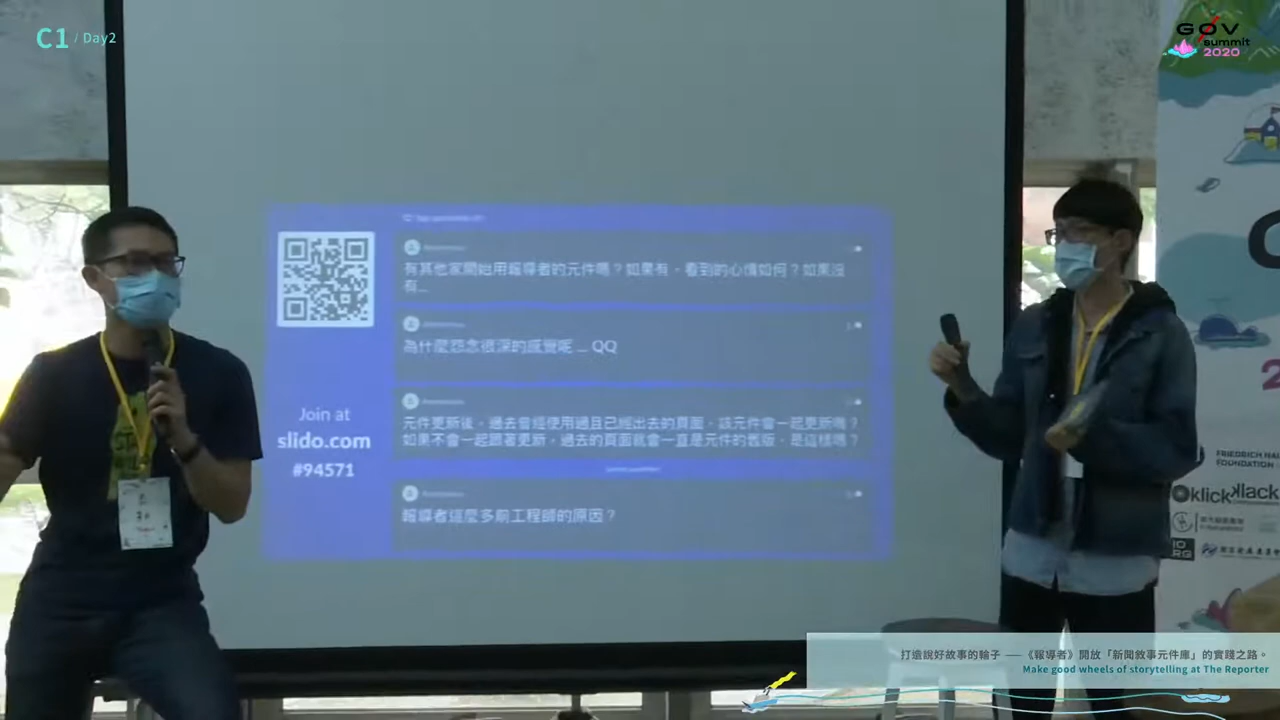 C1 / Day2
GOV
summit
2020
有其他家開始用報導者的元件嗎？如果有，看到的心情如何？如果沒
有...
為什麼怨念很深的感覺呢 ... QQ
元件更新後，過去曾經使用過且已經出去的頁面，該元件會一起更新嗎？
如果不會一起跟著更新，過去的頁面就會一直是元件的舊版，是這樣嗎？
報導者這麼多前工程師的原因？
Join at
slido.com
#94571
FRIEDRICH NAU
FOUNDATION
klickklack
打造說好故事的輪子 ——《報導者》開放「新聞敘事元件庫」的實踐之路。
Make good wheels of storytelling at The Reporter